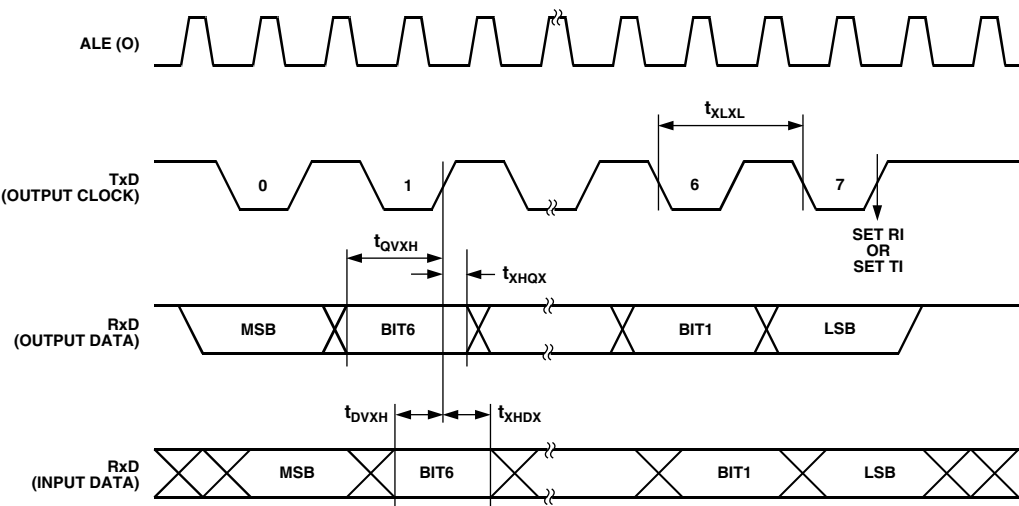 ALE (O)
tXLXL
TxD
(OUTPUT CLOCK)
0
1
6
7
SET RI
OR
SET TI
tQVXH
tXHQX
RxD
(OUTPUT DATA)
MSB
BIT6
BIT1
LSB
tDVXH
tXHDX
RxD
(INPUT DATA)
MSB
BIT6
BIT1
LSB